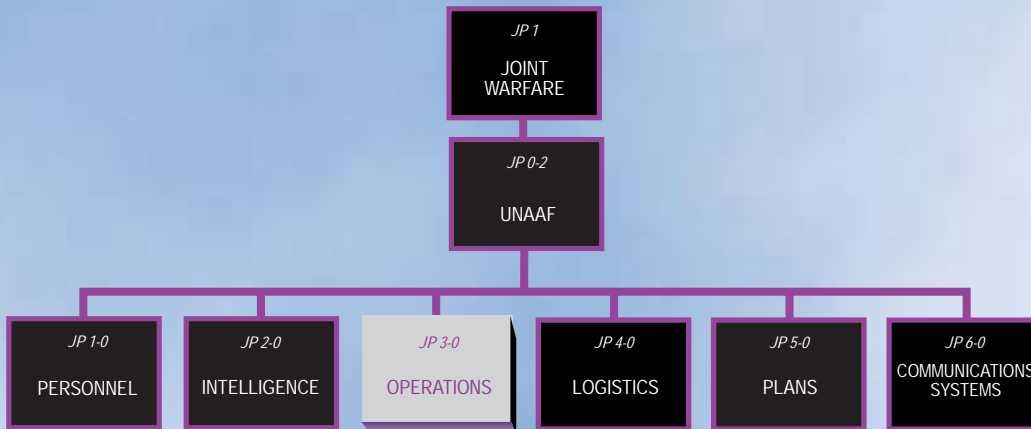 JP 1
JOINT
WARFARE
JP 0-2
UNAAF
JP 1-0
PERSONNEL
JP 2-0
INTELLIGENCE
JP 3-0
OPERATIONS
JP 4-0
LOGISTICS
JP 5-0
PLANS
JP 6-0
COMMUNICATIONS
SYSTEMS